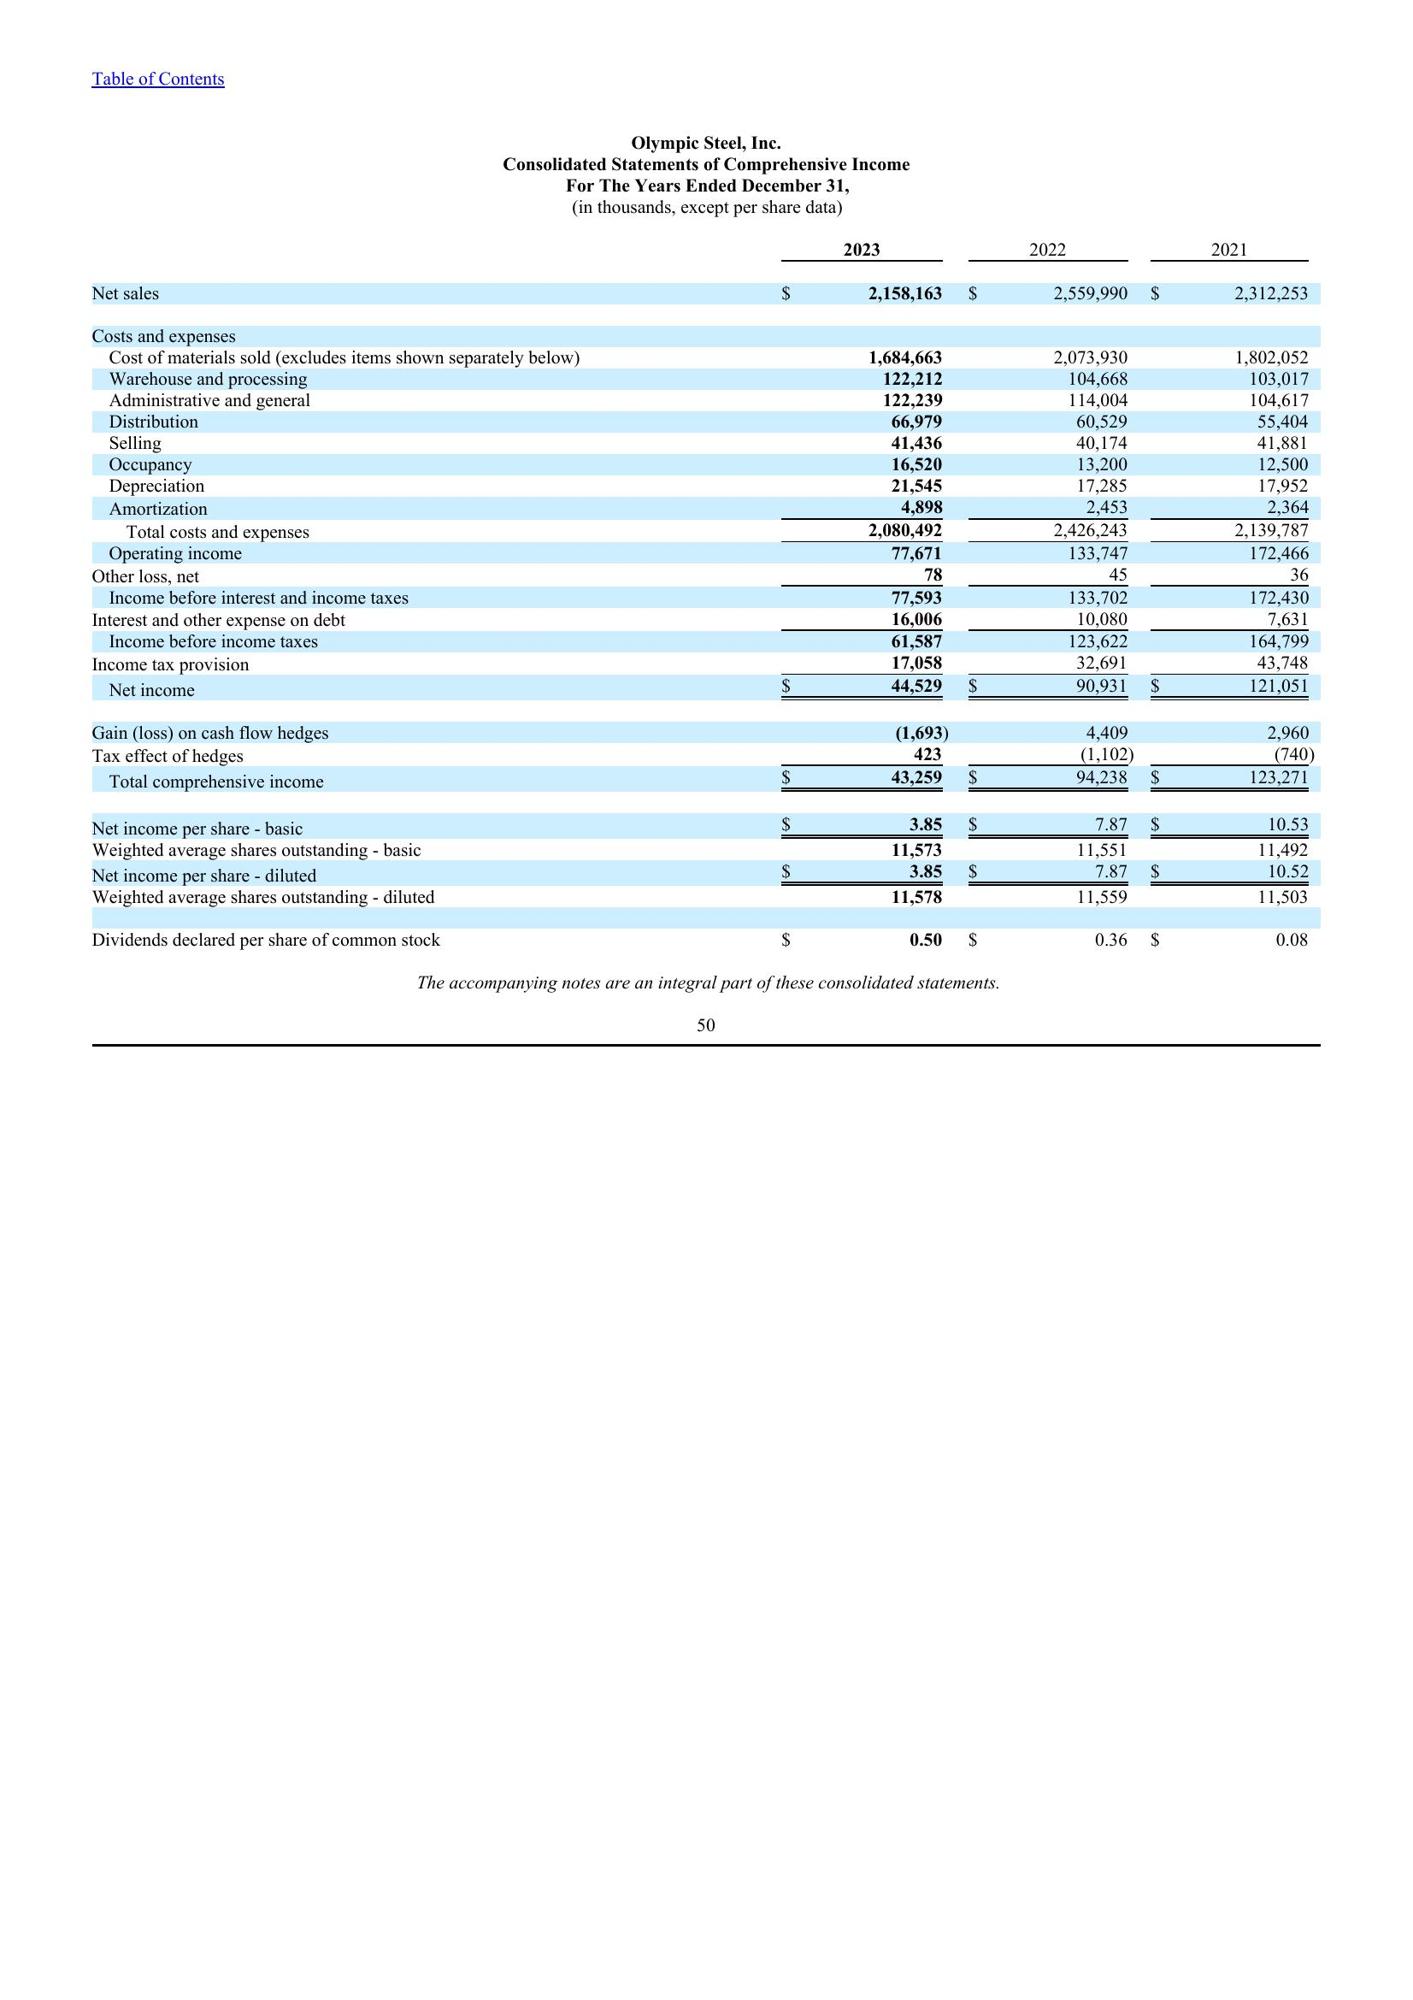 Table of Contents
Olympic Steel, Inc.
Consolidated Statements of Comprehensive Income
For The Years Ended December 31,
(in thousands, except per share data)
2023 2022 2021
Net sales $ 2,158,163 $ 2,559,990 $ 2,312,253
Costs and expenses
Cost of materials sold (excludes items shown separately below) 1,684,663 2,073,930 1,802,052
Warehouse and processing 122,212 104,668 103,017
Administrative and general 122,239 114,004 104,617
Distribution 66,979 60,529 55,404
Selling 41,436 40,174 41,881
Occupancy 16,520 13,200 12,500
Depreciation 21,545 17,285 17,952
Amortization 4,898 2,453 2,364
Total costs and expenses 2,080,492 2,426,243 2,139,787
Operating income 77,671 133,747 172,466
Other loss, net 78 45 36
Income before interest and income taxes 77,593 133,702 172,430
Interest and other expense on debt 16,006 10,080 7,631
Income before income taxes 61,587 123,622 164,799
Income tax provision 17,058 32,691 43,748
Net income $ 44,529 $ 90,931 $ 121,051
Gain (loss) on cash flow hedges (1,693) 4,409 2,960
Tax effect of hedges 423 (1,102) (740)
Total comprehensive income $ 43,259 $ 94,238 $ 123,271
Net income per share - basic $ 3.85 $ 7.87 $ 10.53
Weighted average shares outstanding - basic 11,573 11,551 11,492
Net income per share - diluted $ 3.85 $ 7.87 $ 10.52
Weighted average shares outstanding - diluted 11,578 11,559 11,503
Dividends declared per share of common stock $ 0.50 $ 0.36 $ 0.08
The accompanying notes are an integral part of these consolidated statements.
50